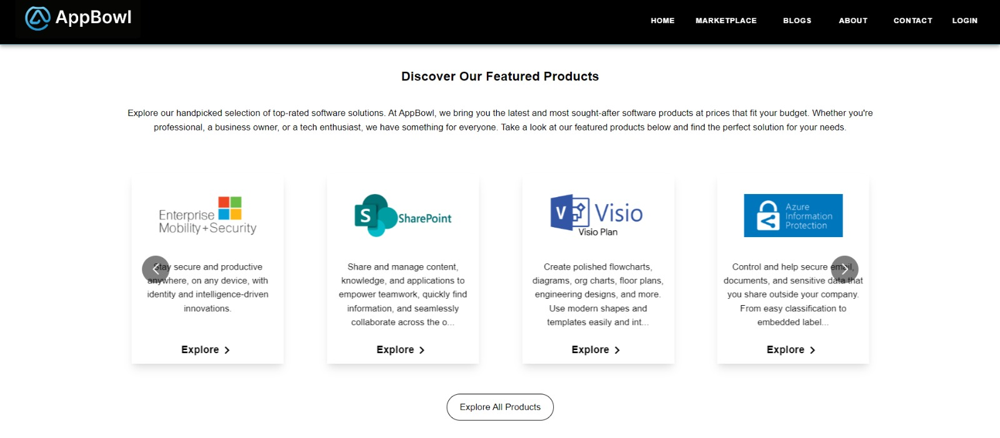 AppBowl
HOME MARKETPLACE BLOGS ABOUT CONTACT LOGIN
Discover Our Featured Products
Explore our handpicked selection of top-rated software solutions. At AppBowl, we bring you the latest and most sought-after software products at prices that fit your budget. Whether you're
professional, a business owner, or a tech enthusiast, we have something for everyone. Take a look at our featured products below and find the perfect solution for your needs.
Enterprise
Mobility+Security
Stay secure and productive
anywhere, on any device, with
identity and intelligence-driven
innovations.
Explore
S SharePoint
Share and manage content,
knowledge, and applications to
empower teamwork, quickly find
information, and seamlessly
collaborate across the o...
Explore
V Visio
Visio Plan
Create polished flowcharts,
diagrams, org charts, floor plans,
engineering designs, and more.
Use modern shapes and
templates easily and int...
Explore
Azure
Information
Protection
Control and help secure email,
documents, and sensitive data that
you share outside your company.
From easy classification to
embedded label...
Explore
Explore All Products